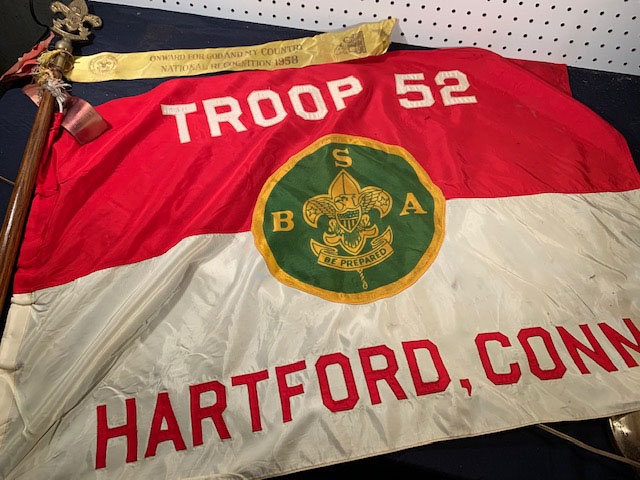 ONWARD FOR GOD AND MY COUNTRY
NATIONAL RECOGNITION 1958
TROOP 52
S
B A
BE PREPARED
HARTFORD, CONN